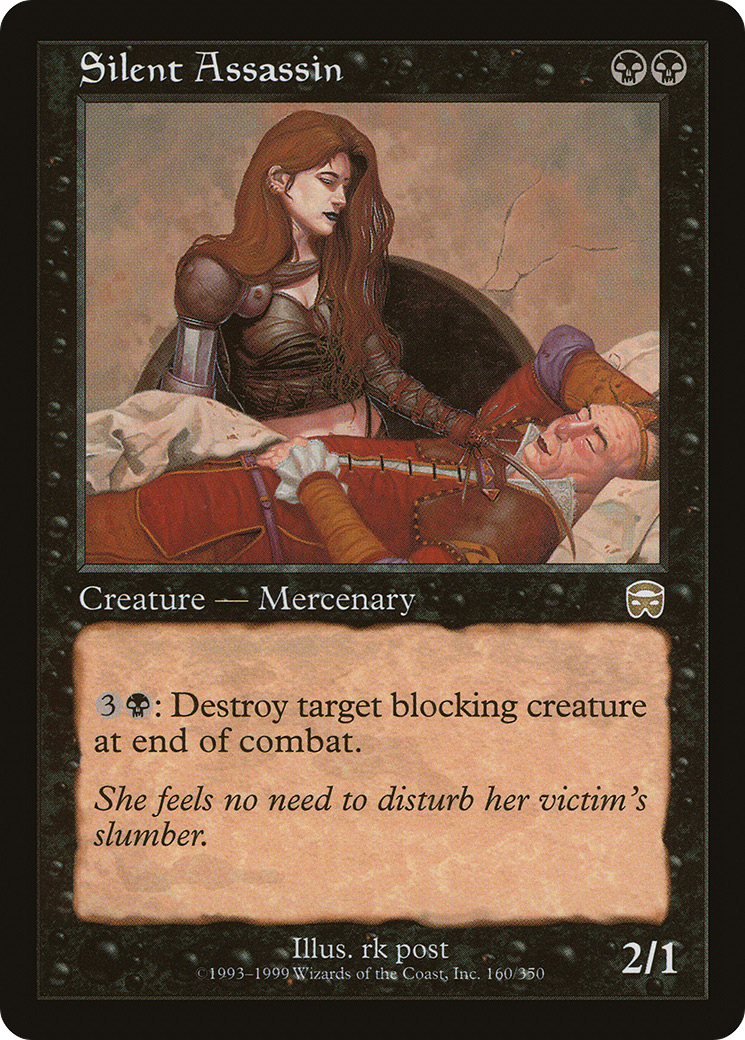 Silent Assassin
Creature — Mercenary
3: Destroy target blocking creature
at end of combat.
She feels no need to disturb her victim's
slumber.
Illus. rk post
2/1
©1993–1999 Wizards of the Coast, Inc. 160/350